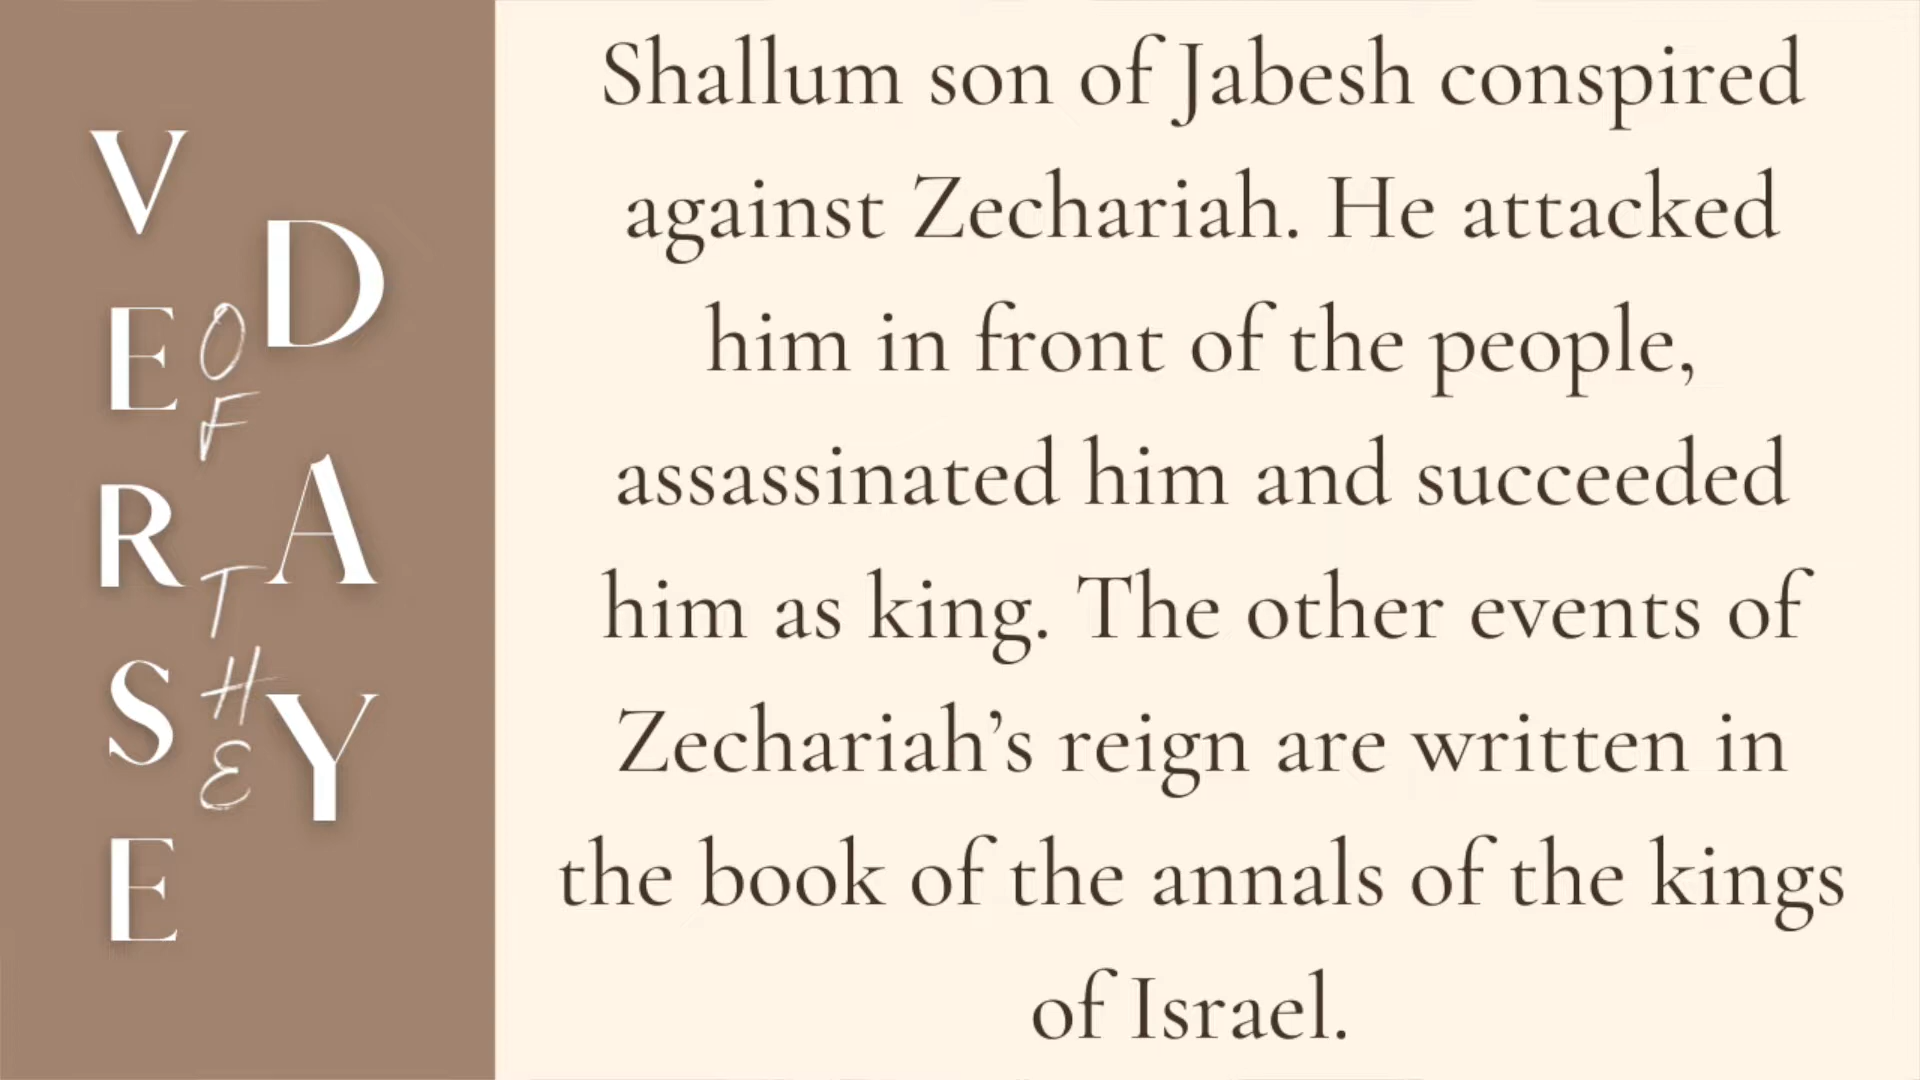 VERSE
OF
THE
DAY
Shallum son of Jabesh conspired
against Zechariah. He attacked
him in front of the people,
assassinated him and succeeded
him as king. The other events of
Zechariah’s reign are written in
the book of the annals of the kings
of Israel.